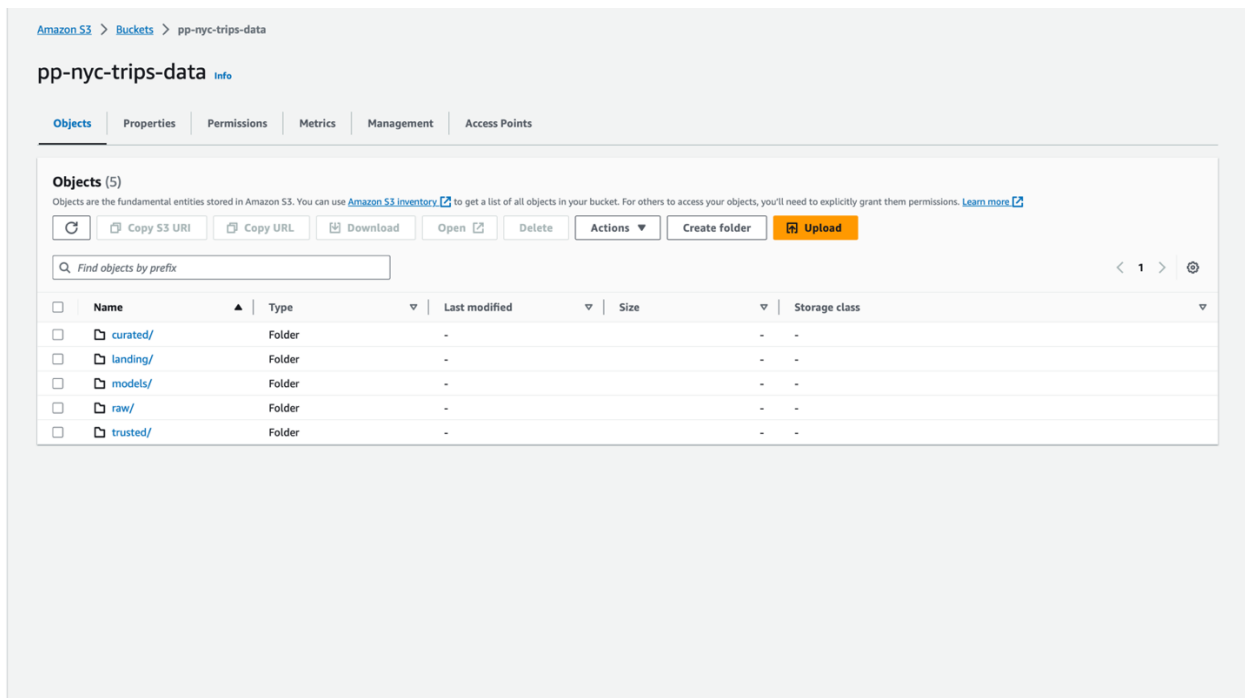 Amazon S3 > Buckets > pp-nyc-trips-data
pp-nyc-trips-data Info
Objects Properties Permissions Metrics Management Access Points
Objects (5)
Objects are the fundamental entities stored in Amazon S3. You can use Amazon S3 inventory to get a list of all objects in your bucket. For others to access your objects, you'll need to explicitly grant them permissions. Learn more
Copy S3 URI Copy URL Download Open Delete Actions ▼ Create folder Upload
Find objects by prefix < 1 >
Name ▲ Type ▽ Last modified ▽ Size ▽ Storage class ▽
curated/ Folder - - -
landing/ Folder - - -
models/ Folder - - -
raw/ Folder - - -
trusted/ Folder - - -